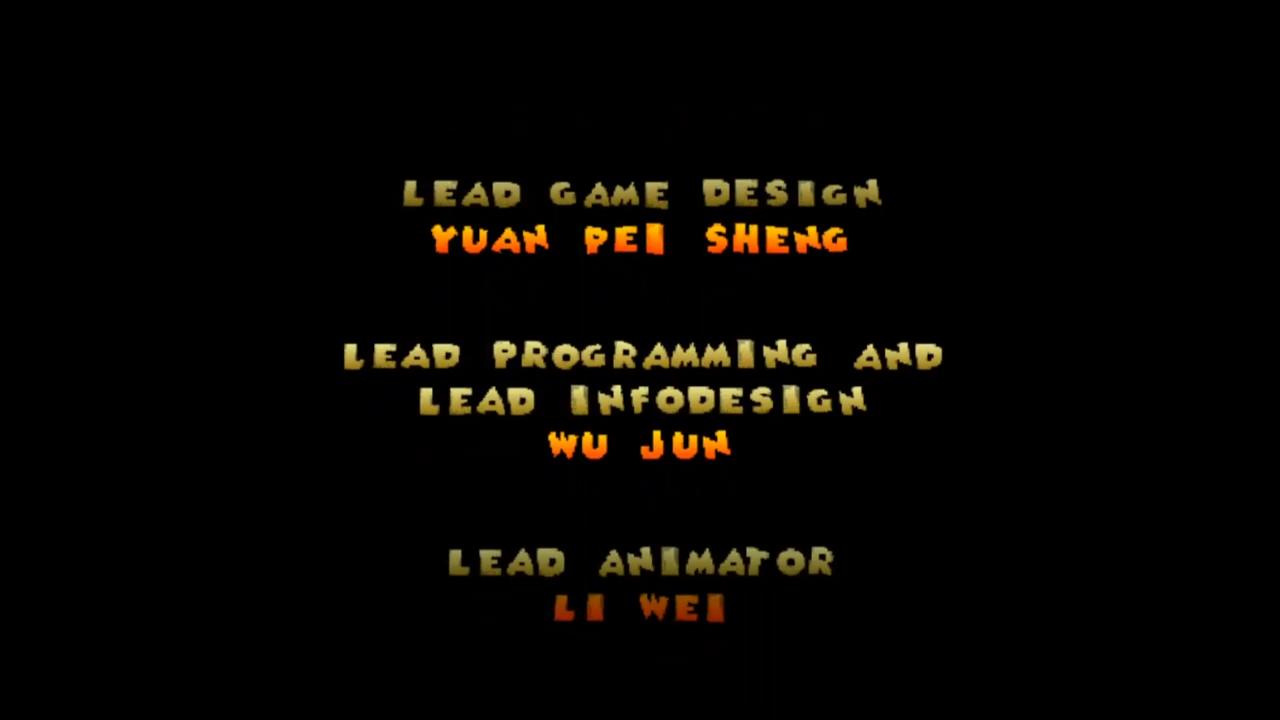 LEAD GAME DESIGN
YUAN PEI SHENG
LEAD PROGRAMMING AND
LEAD INFODESIGN
WU JUN
LEAD ANIMATOR
LI WEI